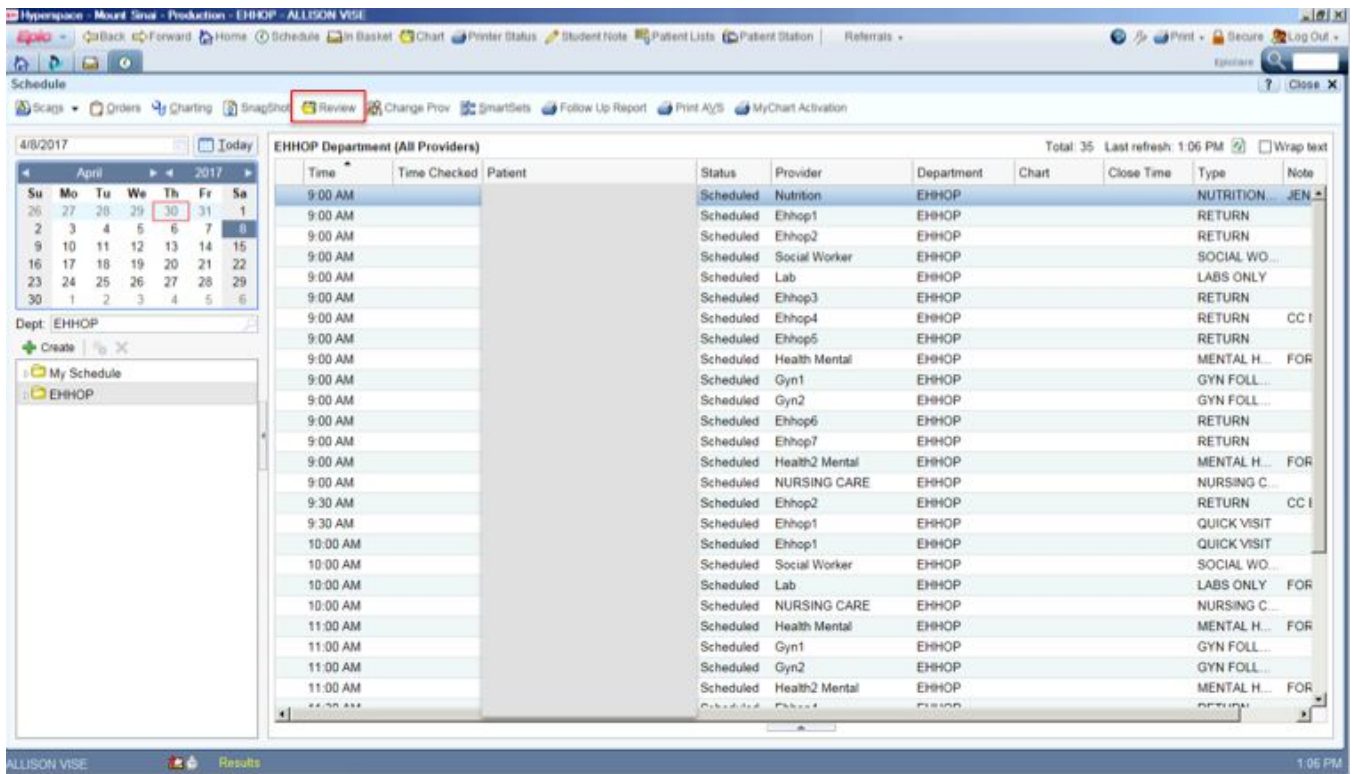 Hyperspace - Mount Sinai - Production - EHHOP - ALLISON VISE
Epic Back Forward Home Schedule In Basket Chart Printer Status Student Note Patient Lists Patient Station Referrals Print Secure Log Out
EpicCare
Schedule ? Close X
Scags Orders Charting SnapShot Review Change Prov SmartSets Follow Up Report Print AVS MyChart Activation
4/8/2017 Today EHHOP Department (All Providers) Total: 35 Last refresh: 1:06 PM Wrap text
April 2017 Time Time Checked Patient Status Provider Department Chart Close Time Type Note
Su Mo Tu We Th Fr Sa
26 27 28 29 30 31 1
2 3 4 5 6 7 8
9 10 11 12 13 14 15
16 17 18 19 20 21 22
23 24 25 26 27 28 29
30 1 2 3 4 5 6
Dept: EHHOP
Create
My Schedule
EHHOP
9:00 AM Scheduled Nutrition EHHOP NUTRITION... JEN
9:00 AM Scheduled Ehhop1 EHHOP RETURN
9:00 AM Scheduled Ehhop2 EHHOP RETURN
9:00 AM Scheduled Social Worker EHHOP SOCIAL WO...
9:00 AM Scheduled Lab EHHOP LABS ONLY
9:00 AM Scheduled Ehhop3 EHHOP RETURN
9:00 AM Scheduled Ehhop4 EHHOP RETURN CC
9:00 AM Scheduled Ehhop5 EHHOP RETURN
9:00 AM Scheduled Health Mental EHHOP MENTAL H... FOR
9:00 AM Scheduled Gyn1 EHHOP GYN FOLL...
9:00 AM Scheduled Gyn2 EHHOP GYN FOLL...
9:00 AM Scheduled Ehhop6 EHHOP RETURN
9:00 AM Scheduled Ehhop7 EHHOP RETURN
9:00 AM Scheduled Health2 Mental EHHOP MENTAL H... FOR
9:00 AM Scheduled NURSING CARE EHHOP NURSING C...
9:30 AM Scheduled Ehhop2 EHHOP RETURN CC
9:30 AM Scheduled Ehhop1 EHHOP QUICK VISIT
10:00 AM Scheduled Ehhop1 EHHOP QUICK VISIT
10:00 AM Scheduled Social Worker EHHOP SOCIAL WO...
10:00 AM Scheduled Lab EHHOP LABS ONLY FOR
10:00 AM Scheduled NURSING CARE EHHOP NURSING C...
11:00 AM Scheduled Health Mental EHHOP MENTAL H... FOR
11:00 AM Scheduled Gyn1 EHHOP GYN FOLL...
11:00 AM Scheduled Gyn2 EHHOP GYN FOLL...
11:00 AM Scheduled Health2 Mental EHHOP MENTAL H... FOR
ALLISON VISE Results 1:06 PM